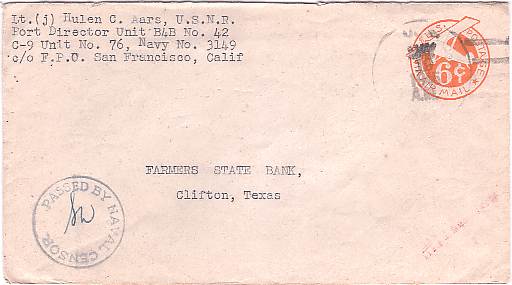 Lt.(j) Hulen C. Aars, U.S.N.R.
Port Director Unit B4B No. 42
C-9 Unit No. 76, Navy No. 3149
c/o F.P.O. San Francisco, Calif
U.S. POSTAGE
6¢
AIR MAIL
FARMERS STATE BANK,
Clifton, Texas
PASSED BY NAVAL CENSOR